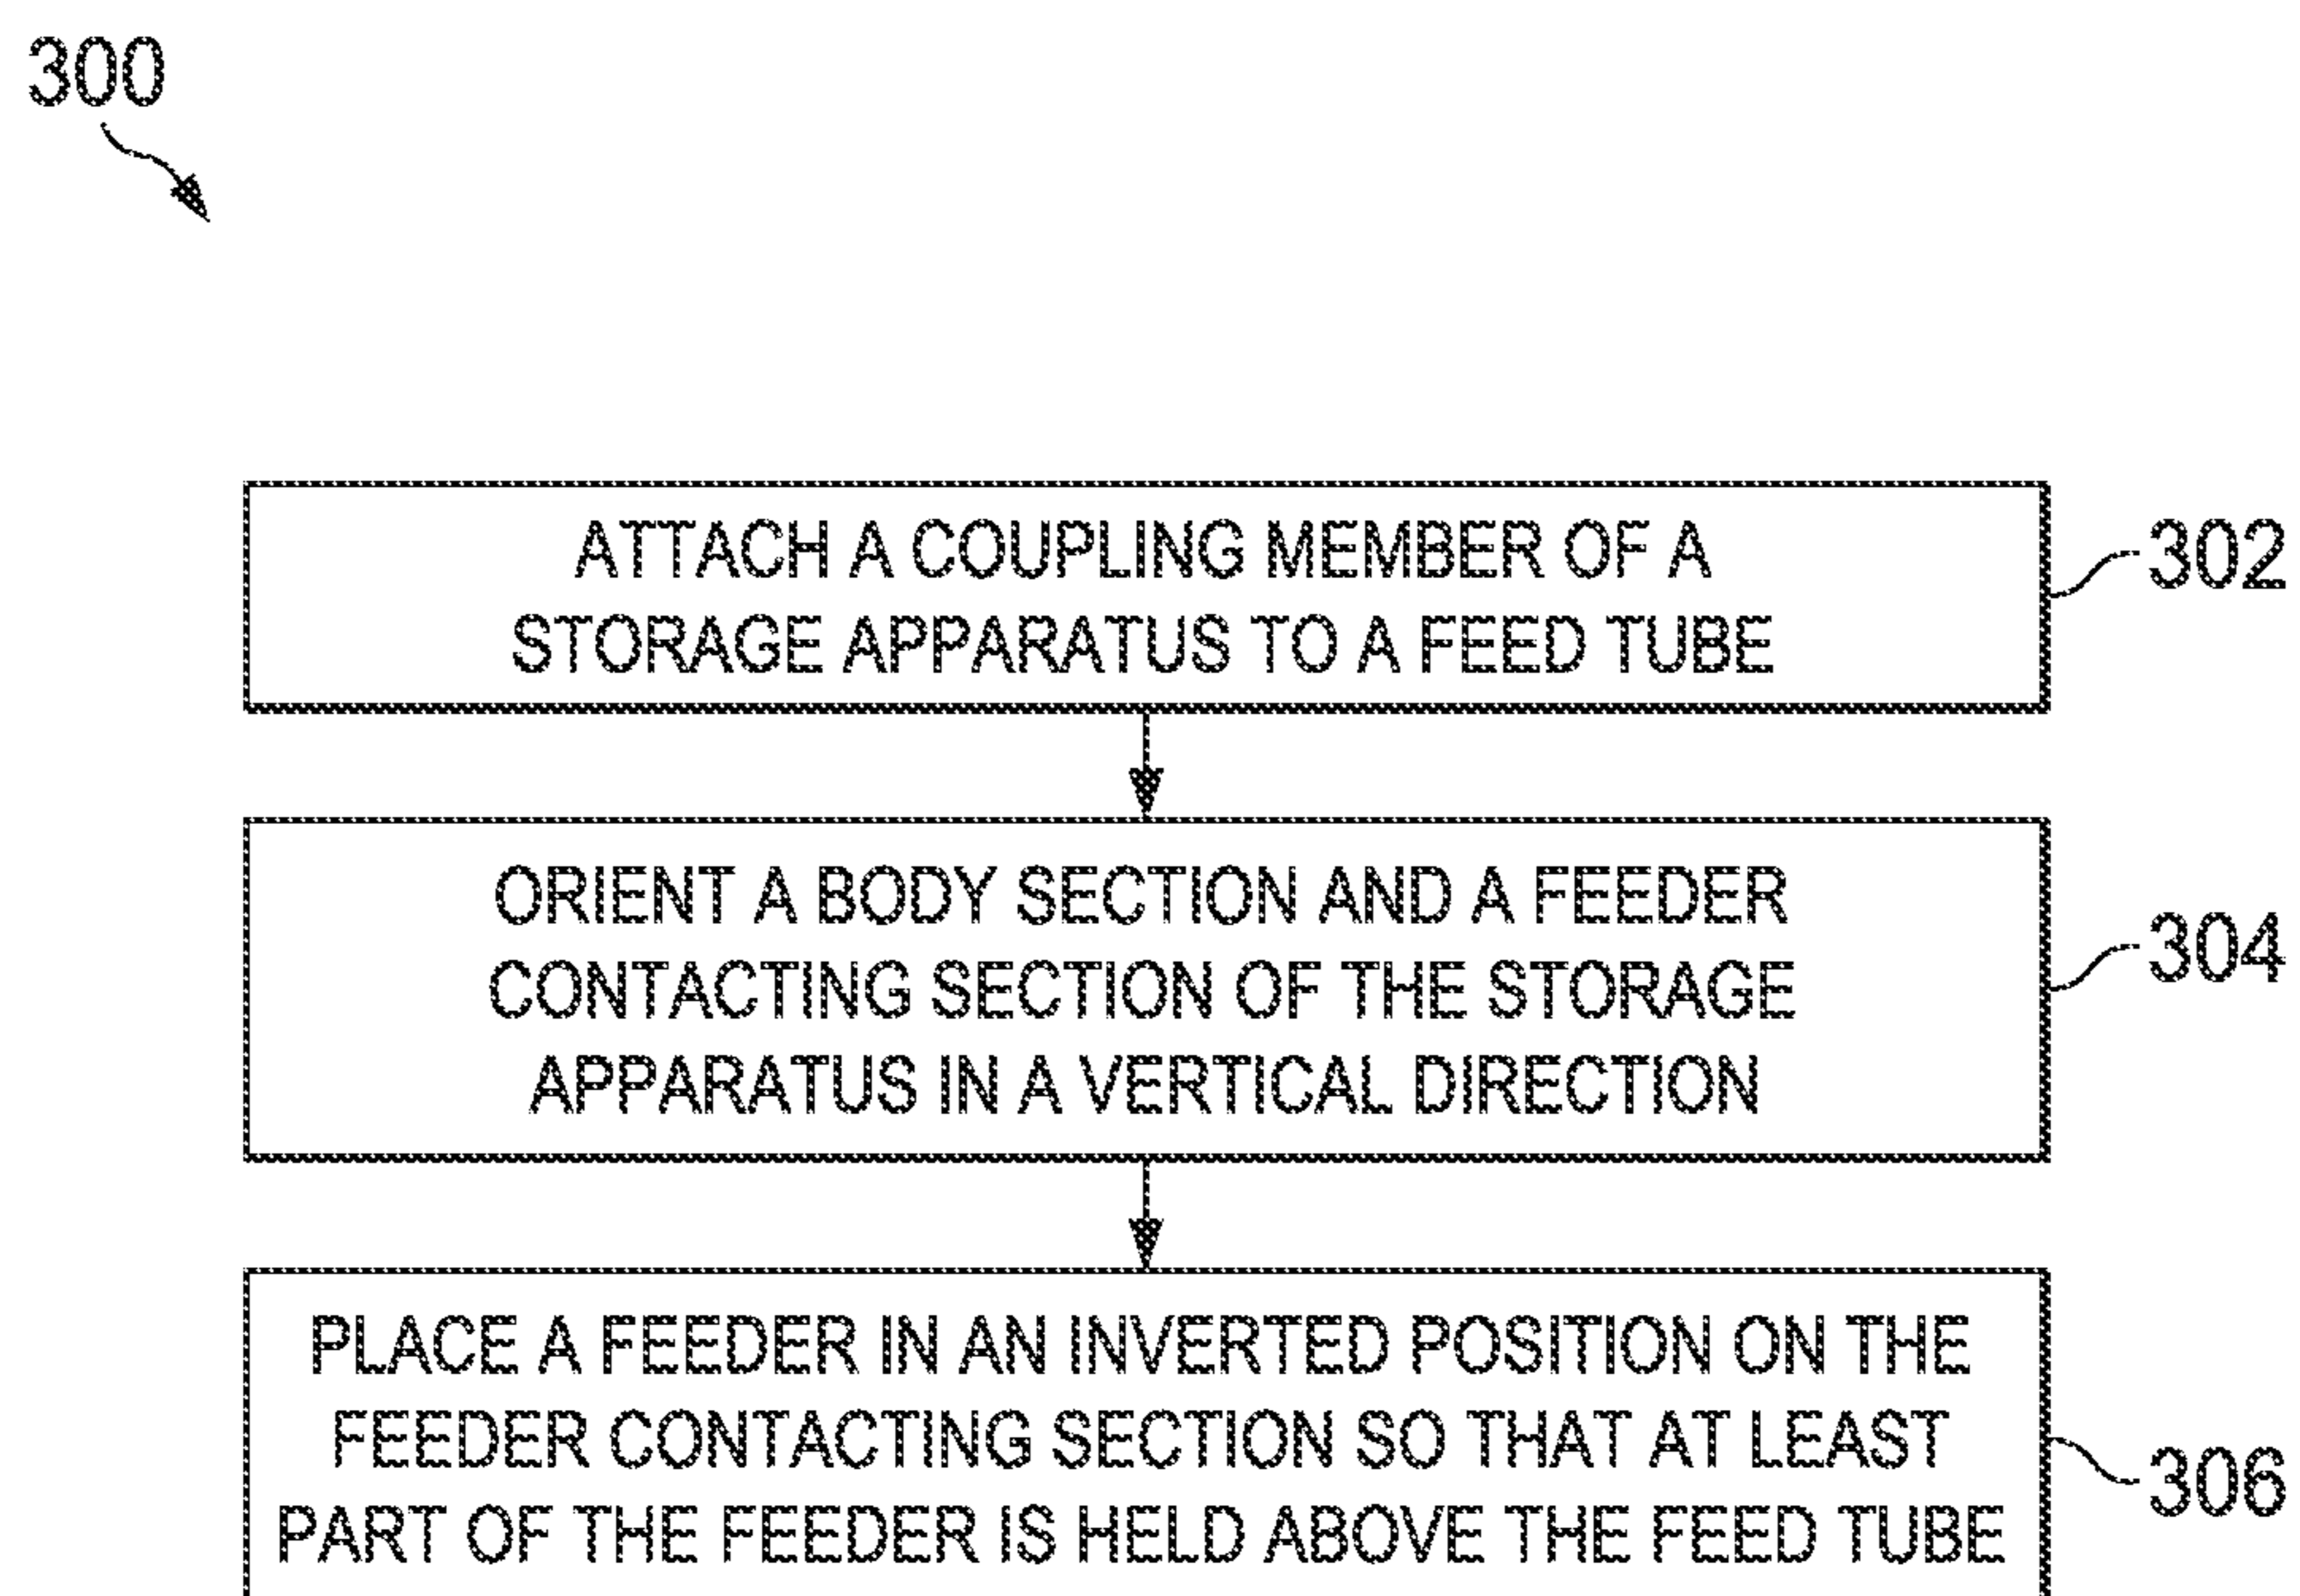 300
ATTACH A COUPLING MEMBER OF A
STORAGE APPARATUS TO A FEED TUBE
302
ORIENT A BODY SECTION AND A FEEDER
CONTACTING SECTION OF THE STORAGE
APPARATUS IN A VERTICAL DIRECTION
304
PLACE A FEEDER IN AN INVERTED POSITION ON THE
FEEDER CONTACTING SECTION SO THAT AT LEAST
PART OF THE FEEDER IS HELD ABOVE THE FEED TUBE
306